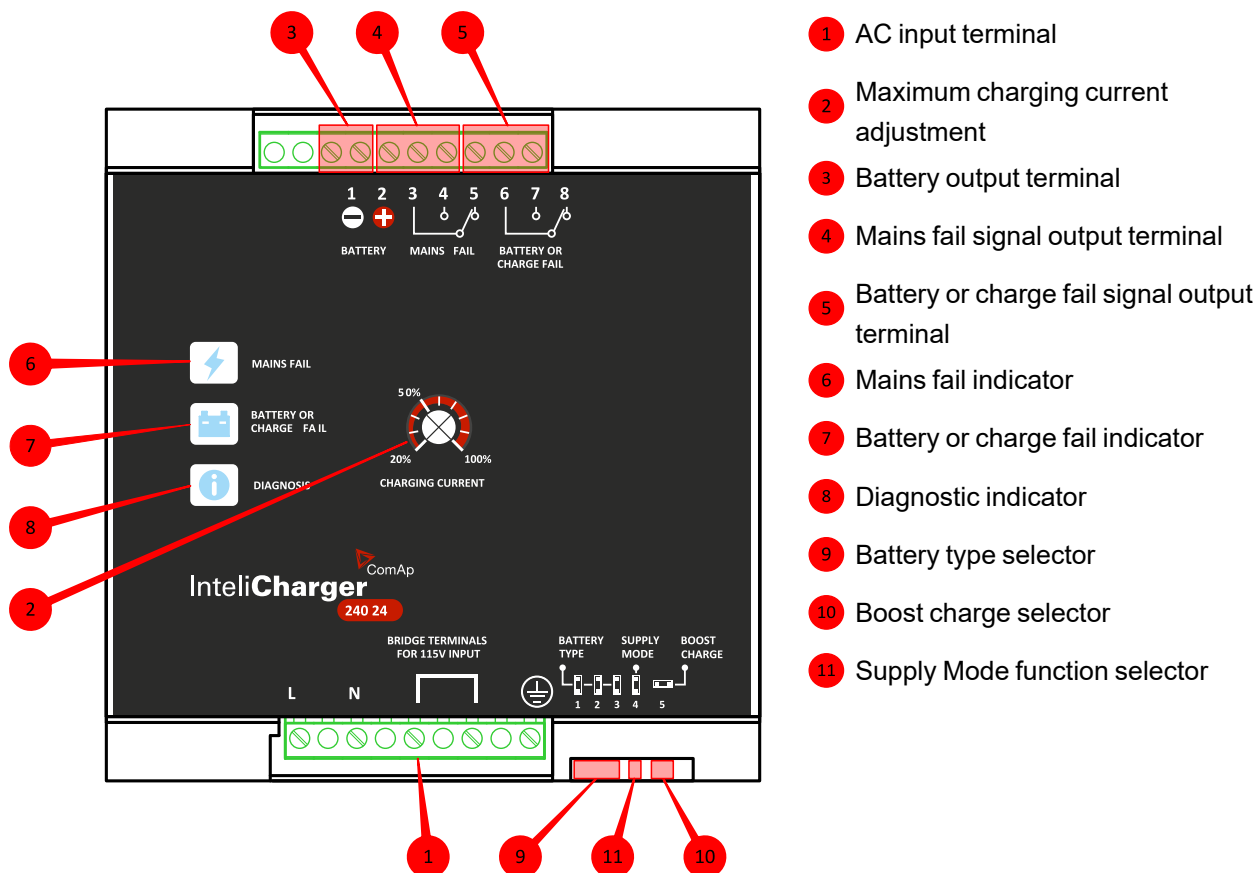 3 4 5
1 2 3 4 5 6 7 8
BATTERY MAINS FAIL BATTERY OR
CHARGE FAIL
6 MAINS FAIL
7 BATTERY OR
CHARGE FA IL
8 DIAGNOSIS
50%
20% 100%
CHARGING CURRENT
2
ComAp
InteliCharger
240 24
BRIDGE TERMINALS
FOR 115V INPUT
BATTERY
TYPE
SUPPLY
MODE
BOOST
CHARGE
1 2 3 4 5
L N
1 9 11 10
1 AC input terminal
2 Maximum charging current
adjustment
3 Battery output terminal
4 Mains fail signal output terminal
5 Battery or charge fail signal output
terminal
6 Mains fail indicator
7 Battery or charge fail indicator
8 Diagnostic indicator
9 Battery type selector
10 Boost charge selector
11 Supply Mode function selector